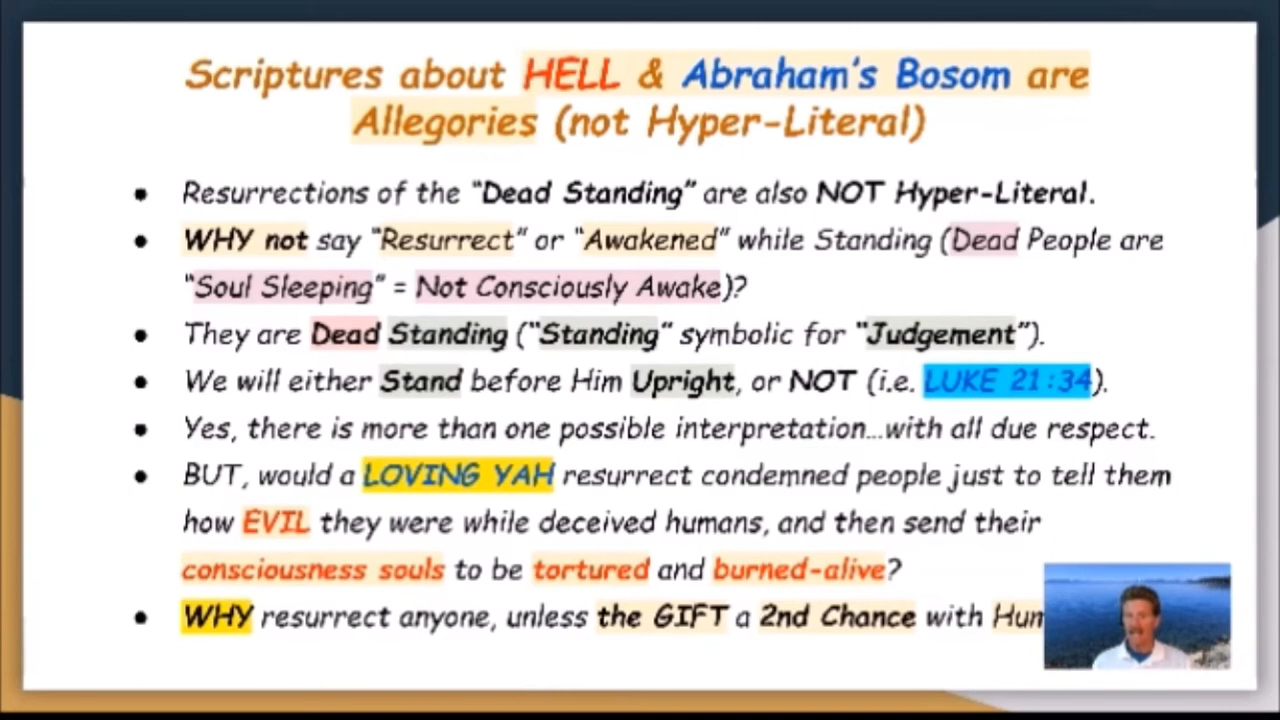 Scriptures about HELL & Abraham's Bosom are
Allegories (not Hyper-Literal)
● Resurrections of the "Dead Standing" are also NOT Hyper-Literal.
● WHY not say "Resurrect" or "Awakened" while Standing (Dead People are
"Soul Sleeping" = Not Consciously Awake)?
● They are Dead Standing ("Standing" symbolic for "Judgement").
● We will either Stand before Him Upright, or NOT (i.e. LUKE 21:34).
● Yes, there is more than one possible interpretation...with all due respect.
● BUT, would a LOVING YAH resurrect condemned people just to tell them
how EVIL they were while deceived humans, and then send their
consciousness souls to be tortured and burned-alive?
● WHY resurrect anyone, unless the GIFT a 2nd Chance with